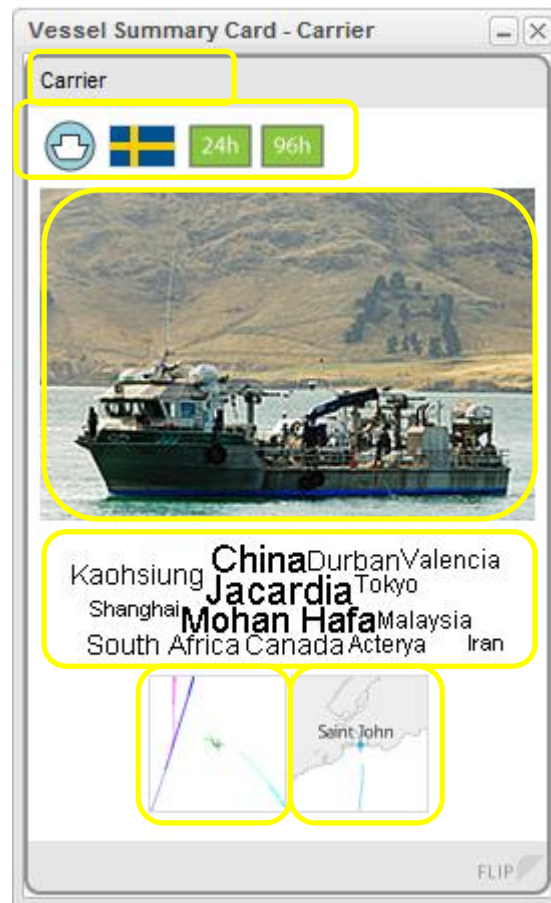 Vessel Summary Card - Carrier
Carrier
24h 96h
China Durban Valencia
Kaohsiung Jacardia Tokyo
Shanghai Mohan Hafa Malaysia
South Africa Canada Acterya Iran
Saint John
FLIP